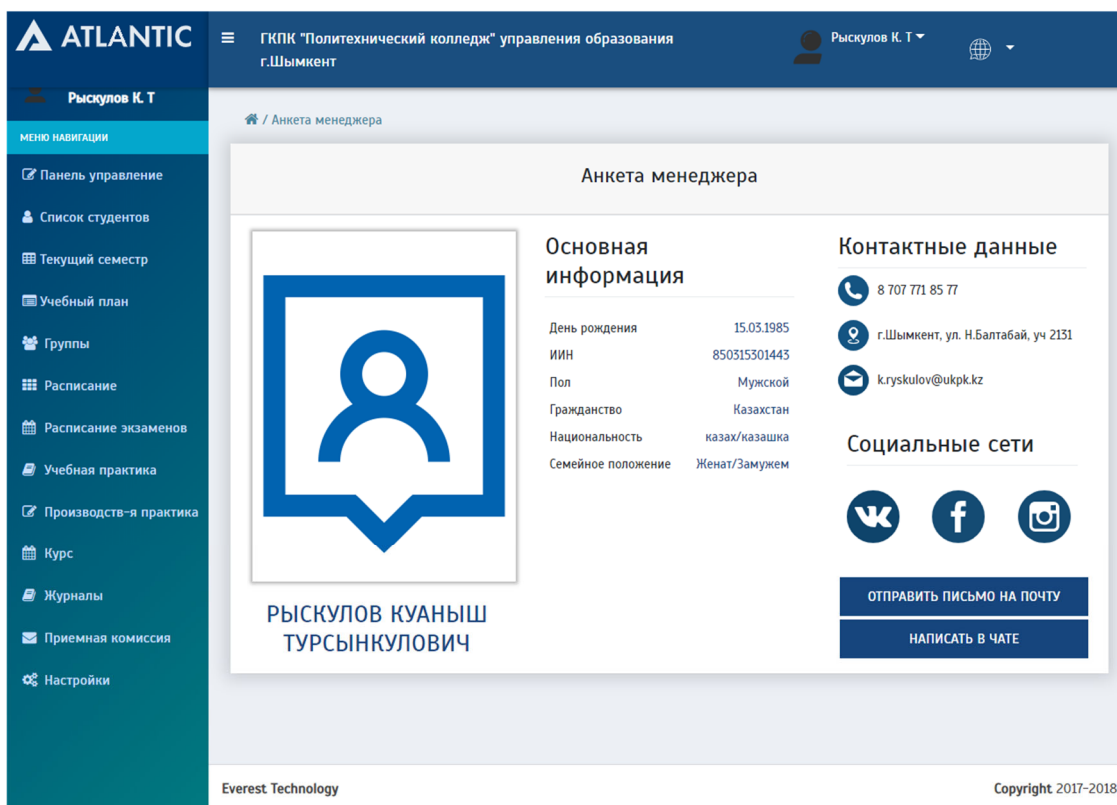 ATLANTIC
ГКПК "Политехнический колледж" управления образования
г.Шымкент
Рыскулов К. Т
Рыскулов К. Т
МЕНЮ НАВИГАЦИИ
Панель управление
Список студентов
Текущий семестр
Учебный план
Группы
Расписание
Расписание экзаменов
Учебная практика
Производств-я практика
Курс
Журналы
Приемная комиссия
Настройки
/ Анкета менеджера
Анкета менеджера
РЫСКУЛОВ КУАНЫШ
ТУРСЫНКУЛОВИЧ
Основная
информация
День рождения 15.03.1985
ИИН 850315301443
Пол Мужской
Гражданство Казахстан
Национальность казах/казашка
Семейное положение Женат/Замужем
Контактные данные
8 707 771 85 77
г.Шымкент, ул. Н.Балтабай, уч 2131
k.ryskulov@ukpk.kz
Социальные сети
ОТПРАВИТЬ ПИСЬМО НА ПОЧТУ
НАПИСАТЬ В ЧАТЕ
Everest Technology
Copyright 2017-2018